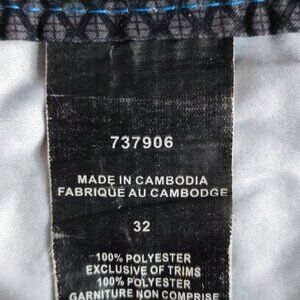 737906
MADE IN CAMBODIA
FABRIQUÉ AU CAMBODGE
32
100% POLYESTER
EXCLUSIVE OF TRIMS
100% POLYESTER
GARNITURE NON COMPRISE